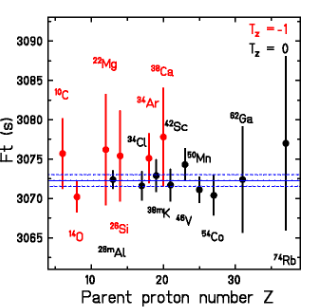 T_z = -1
T_z = 0
3090
3085
3080
3075
3070
3065
Ft (s)
¹⁰C
¹⁴O
²²Mg
²⁶ᵐAl
²⁶Si
³⁴Cl
³⁴Ar
³⁸Ca
³⁸ᵐK
⁴²Sc
⁴⁶V
⁵⁰Mn
⁵⁴Co
⁶²Ga
⁷⁴Rb
10 20 30
Parent proton number Z